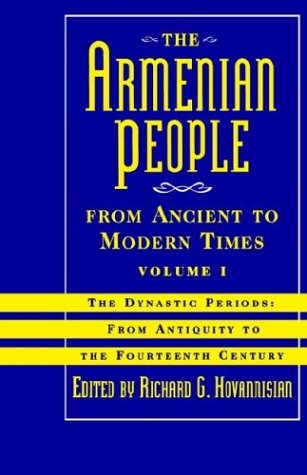 THE
ARMENIAN
PEOPLE
FROM ANCIENT TO
MODERN TIMES
VOLUME I
THE DYNASTIC PERIODS:
FROM ANTIQUITY TO
THE FOURTEENTH CENTURY
EDITED BY RICHARD G. HOVANNISIAN